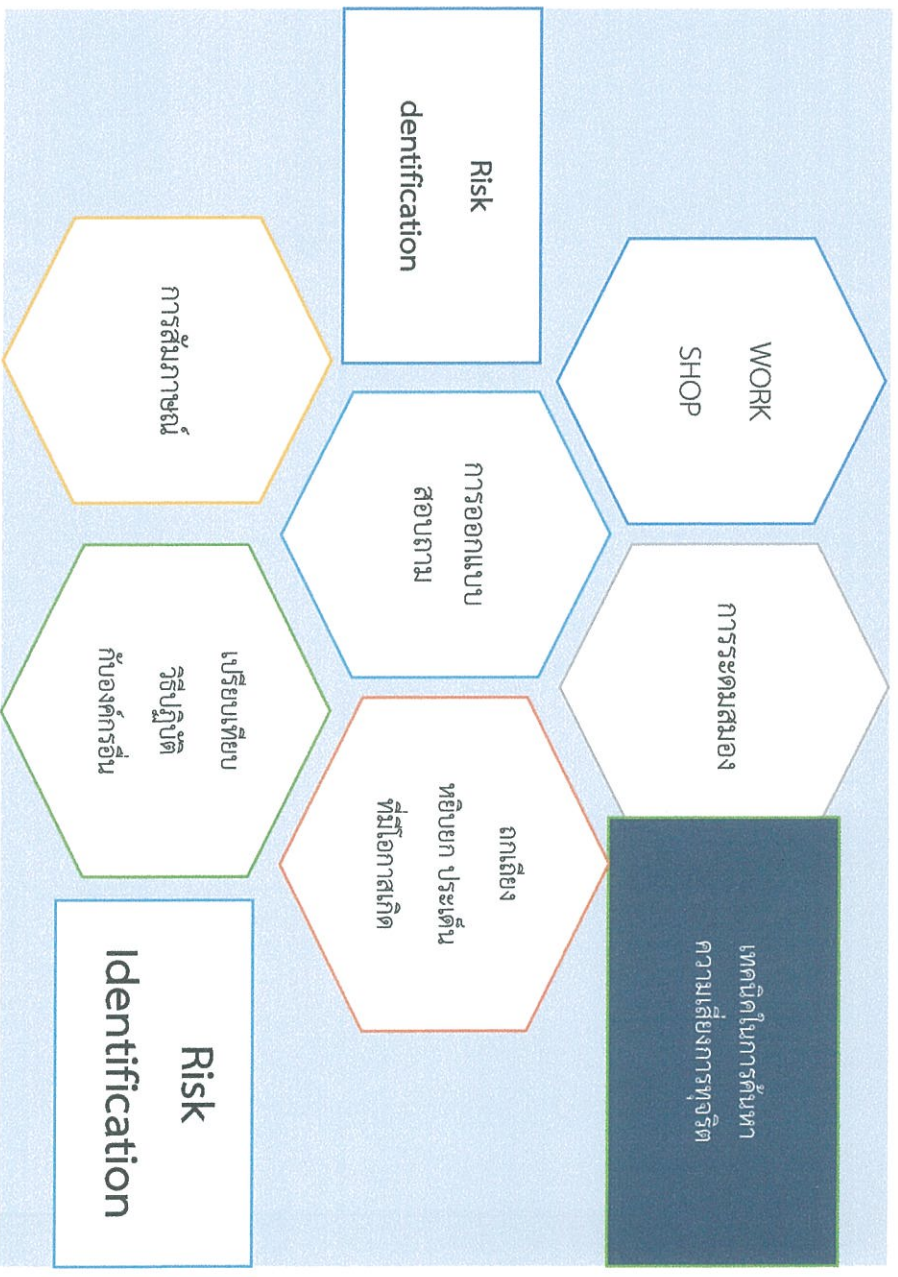 WORK
SHOP
การระดมสมอง
เทคนิคในการค้นหา
ความเสี่ยงการทุจริต
Risk
dentification
การออกแบบ
สอบถาม
ถกเถียง
หยิบยก ประเด็น
ที่มีโอกาสเกิด
การสัมภาษณ์
เปรียบเทียบ
วิธีปฏิบัติ
กับองค์กรอื่น
Risk
Identification